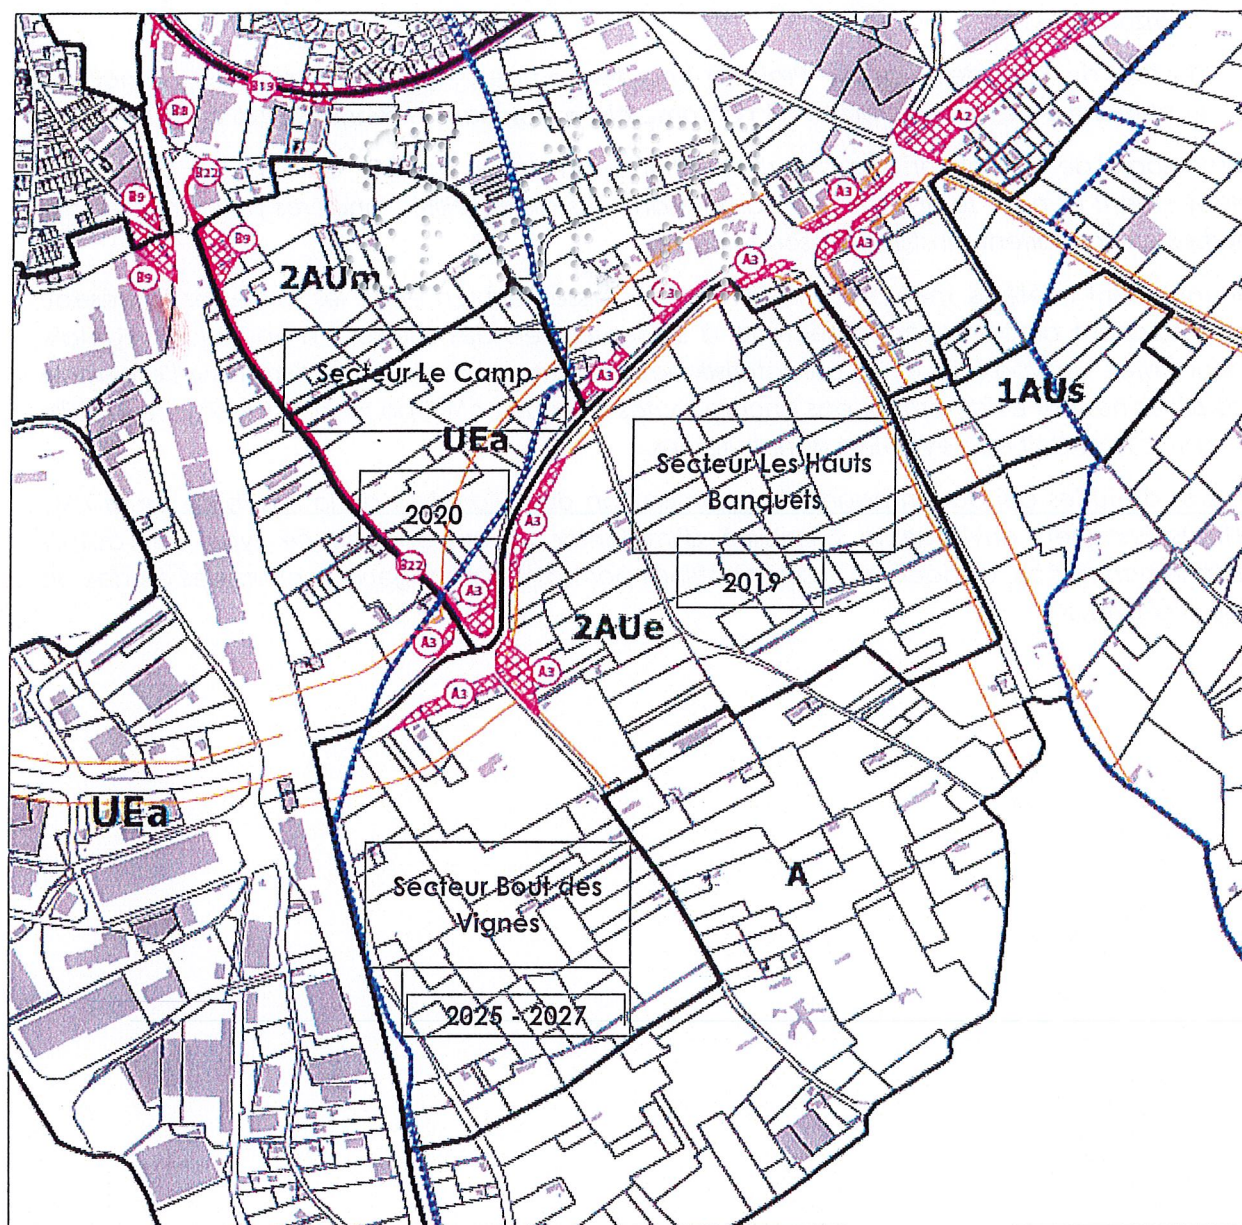 B13
B8
A2
B22
B9
A3
B9
A3
2AUm
B9
A3
A3
Secteur Le Camp
A3
1AUs
UEa
Secteur Les Hauts
Banquets
2020
A3
B22
2019
A3
2AUe
A3
A3
A3
UEa
Secteur Bout des
Vignes
A
2025 - 2027